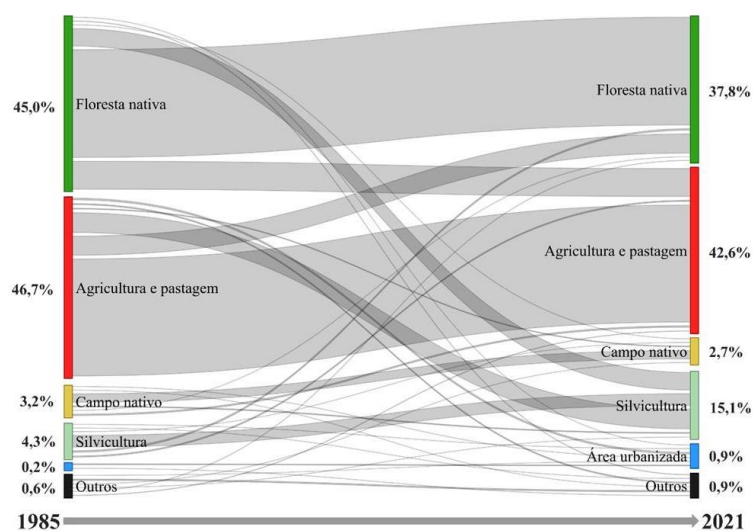 45,0%
Floresta nativa
Floresta nativa
37,8%
46,7%
Agricultura e pastagem
Agricultura e pastagem
42,6%
3,2%
Campo nativo
Campo nativo
2,7%
4,3%
Silvicultura
Silvicultura
15,1%
0,2%
Área urbanizada
0,9%
0,6%
Outros
Outros
0,9%
1985
2021